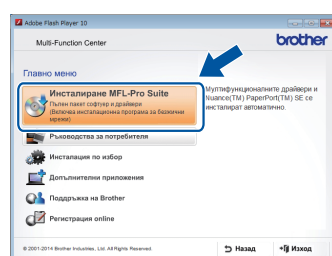 Adobe Flash Player 10
Multi-Function Center
brother
Главно меню
Инсталиране MFL-Pro Suite
Пълен пакет софтуер и драйвери
(Включва инсталационна програма за безжични
мрежи)
Мултифункционалните драйвери и
Nuance(TM) PaperPort(TM) SE се
инсталират автоматично.
Ръководства за потребителя
Инсталация по избор
Допълнителни приложения
Поддръжка на Brother
Регистрация online
© 2001-2014 Brother Industries, Ltd. All Rights Reserved.
Назад
Изход